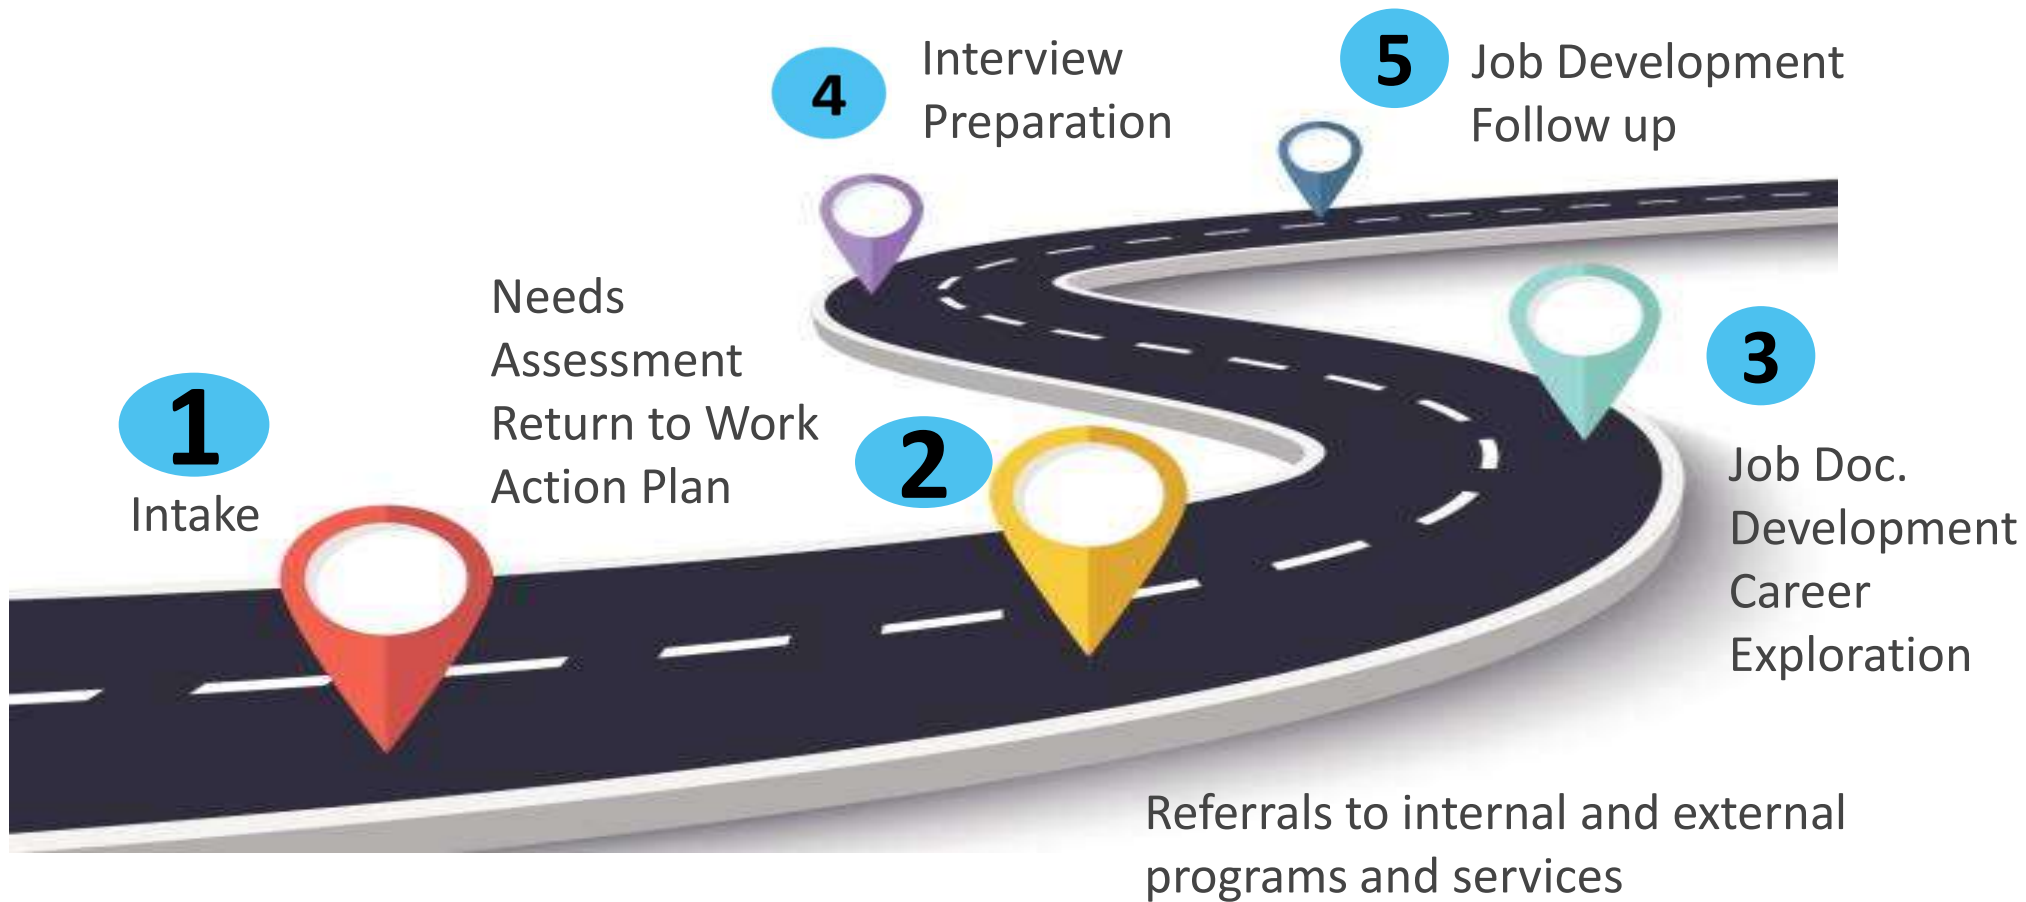 1
Intake
Needs
Assessment
Return to Work
Action Plan
2
3
Job Doc.
Development
Career
Exploration
4
Interview
Preparation
5
Job Development
Follow up
Referrals to internal and external
programs and services